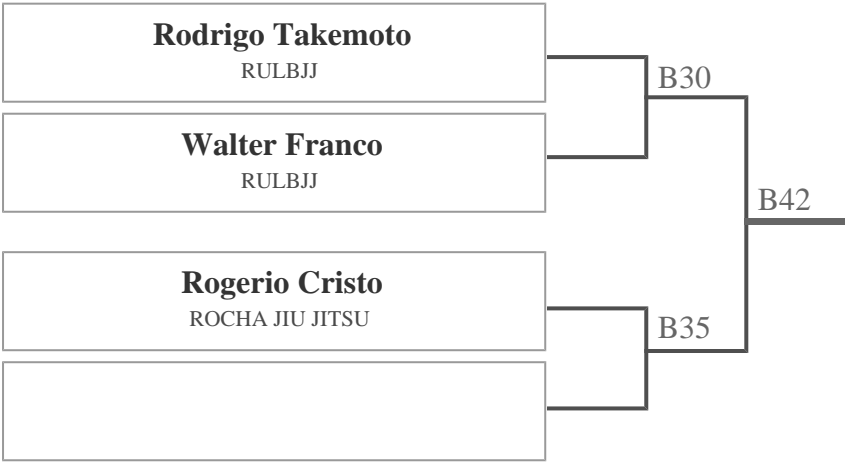 Rodrigo Takemoto
RULBJJ
B30
Walter Franco
RULBJJ
B42
Rogerio Cristo
ROCHA JIU JITSU
B35